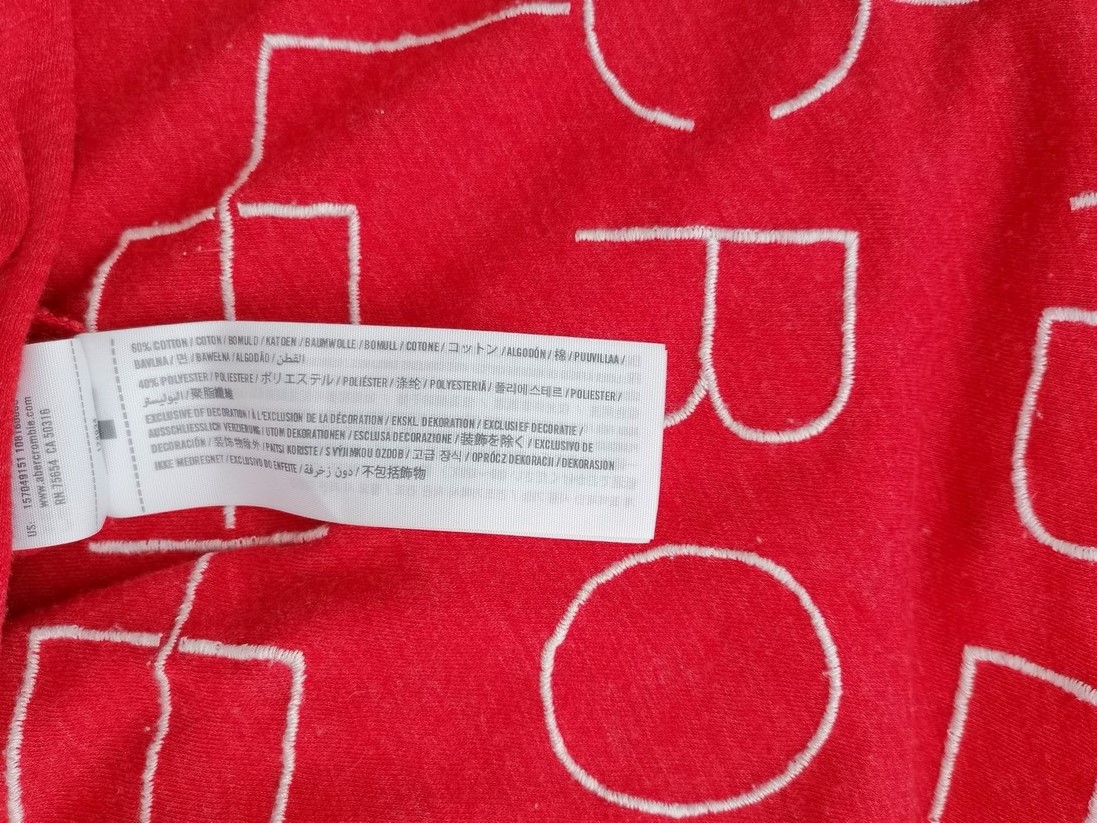 60% COTTON / COTON / BOMULD / KATOEN / BAUMWOLLE / BOMULL / COTONE / コットン / ALGODÓN / 棉 / PUUVILLAA /
BAVLNA / 면 / BAWEŁNA / ALGODÃO / القطن
40% POLYESTER / POLIESTERE / ポリエステル / POLIÉSTER / 涤纶 / POLYESTERIÄ / 폴리에스테르 / POLIESTER /
البوليستر / 聚脂纖維
EXCLUSIVE OF DECORATION / À L'EXCLUSION DE LA DÉCORATION / EKSKL. DEKORATION / EXCLUSIEF DECORATIE /
AUSSCHLIESSLICH VERZIERUNG / UTOM DEKORATIONEN / ESCLUSA DECORAZIONE / 装飾を除く / EXCLUSIVO DE
DECORACIÓN / 装饰物除外 / PAITSI KORISTE / S VÝJIMKOU OZDOB / 고급 장식 / OPRÓCZ DEKORACJI / DEKORASJON
IKKE MEDREGNET / EXCLUSIVO DO ENFEITE / دون زخرفة / 不包括飾物
US:
www.abercrombie.com
RN 75654 CA 50316
R
O